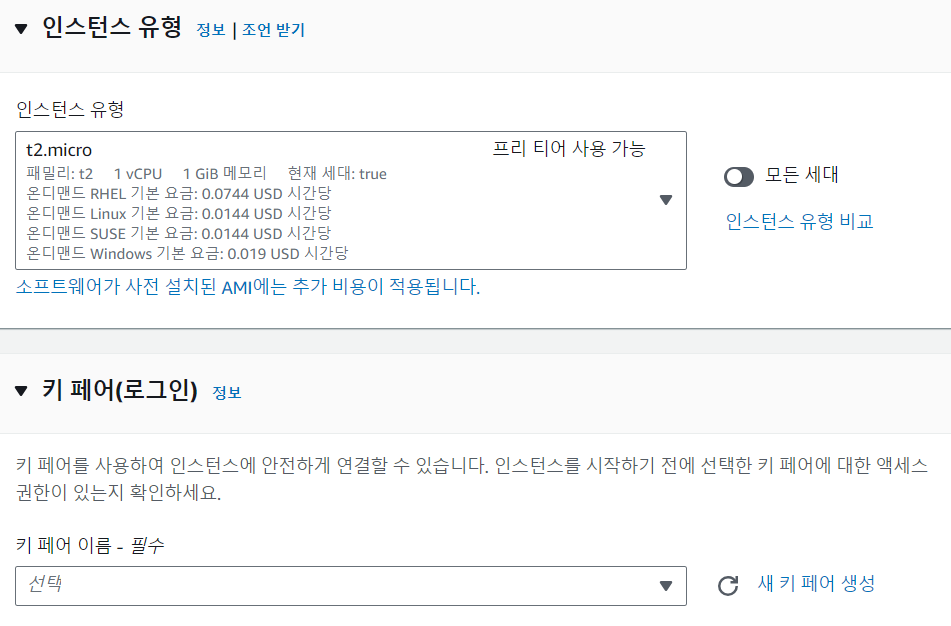 인스턴스 유형 정보 | 조언 받기
인스턴스 유형
t2.micro 프리 티어 사용 가능
패밀리: t2 1 vCPU 1 GiB 메모리 현재 세대: true
온디맨드 RHEL 기본 요금: 0.0744 USD 시간당
온디맨드 Linux 기본 요금: 0.0144 USD 시간당
온디맨드 SUSE 기본 요금: 0.0144 USD 시간당
온디맨드 Windows 기본 요금: 0.019 USD 시간당
모든 세대
인스턴스 유형 비교
소프트웨어가 사전 설치된 AMI에는 추가 비용이 적용됩니다.
키 페어(로그인) 정보
키 페어를 사용하여 인스턴스에 안전하게 연결할 수 있습니다. 인스턴스를 시작하기 전에 선택한 키 페어에 대한 액세스
권한이 있는지 확인하세요.
키 페어 이름 - 필수
선택
새 키 페어 생성